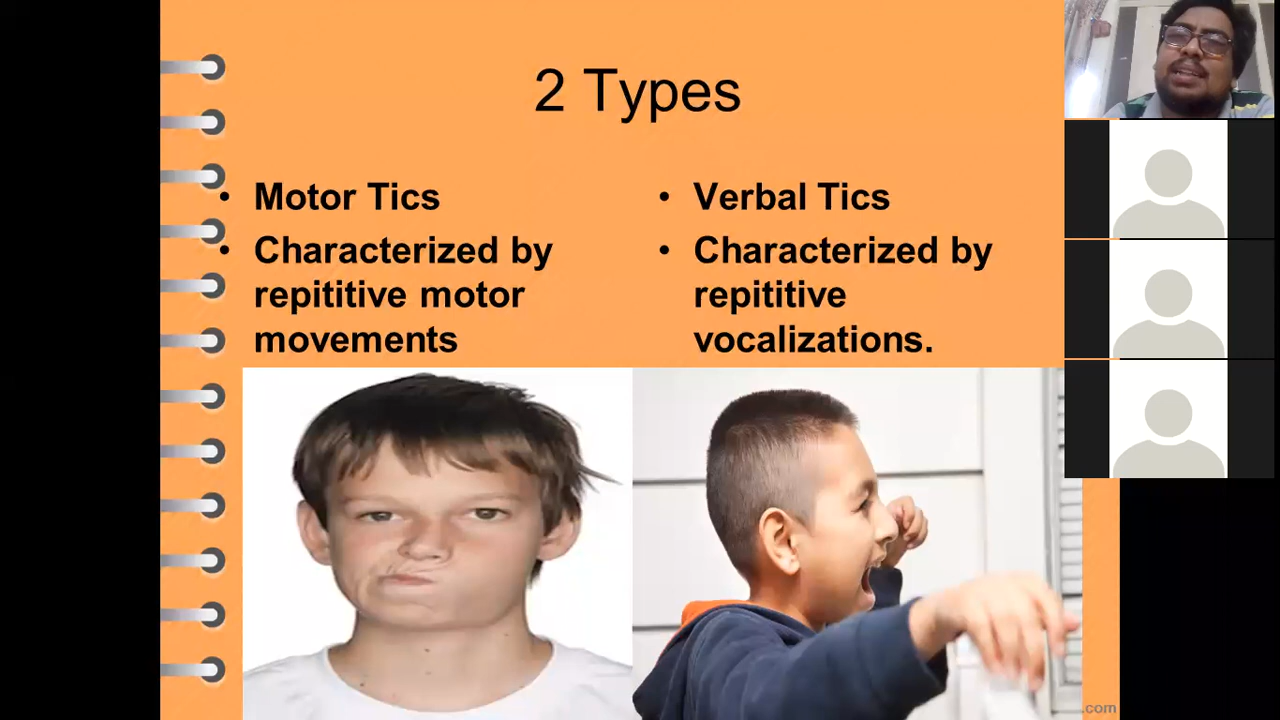 2 Types
• Motor Tics
• Characterized by
repititive motor
movements
• Verbal Tics
• Characterized by
repititive
vocalizations.
.com